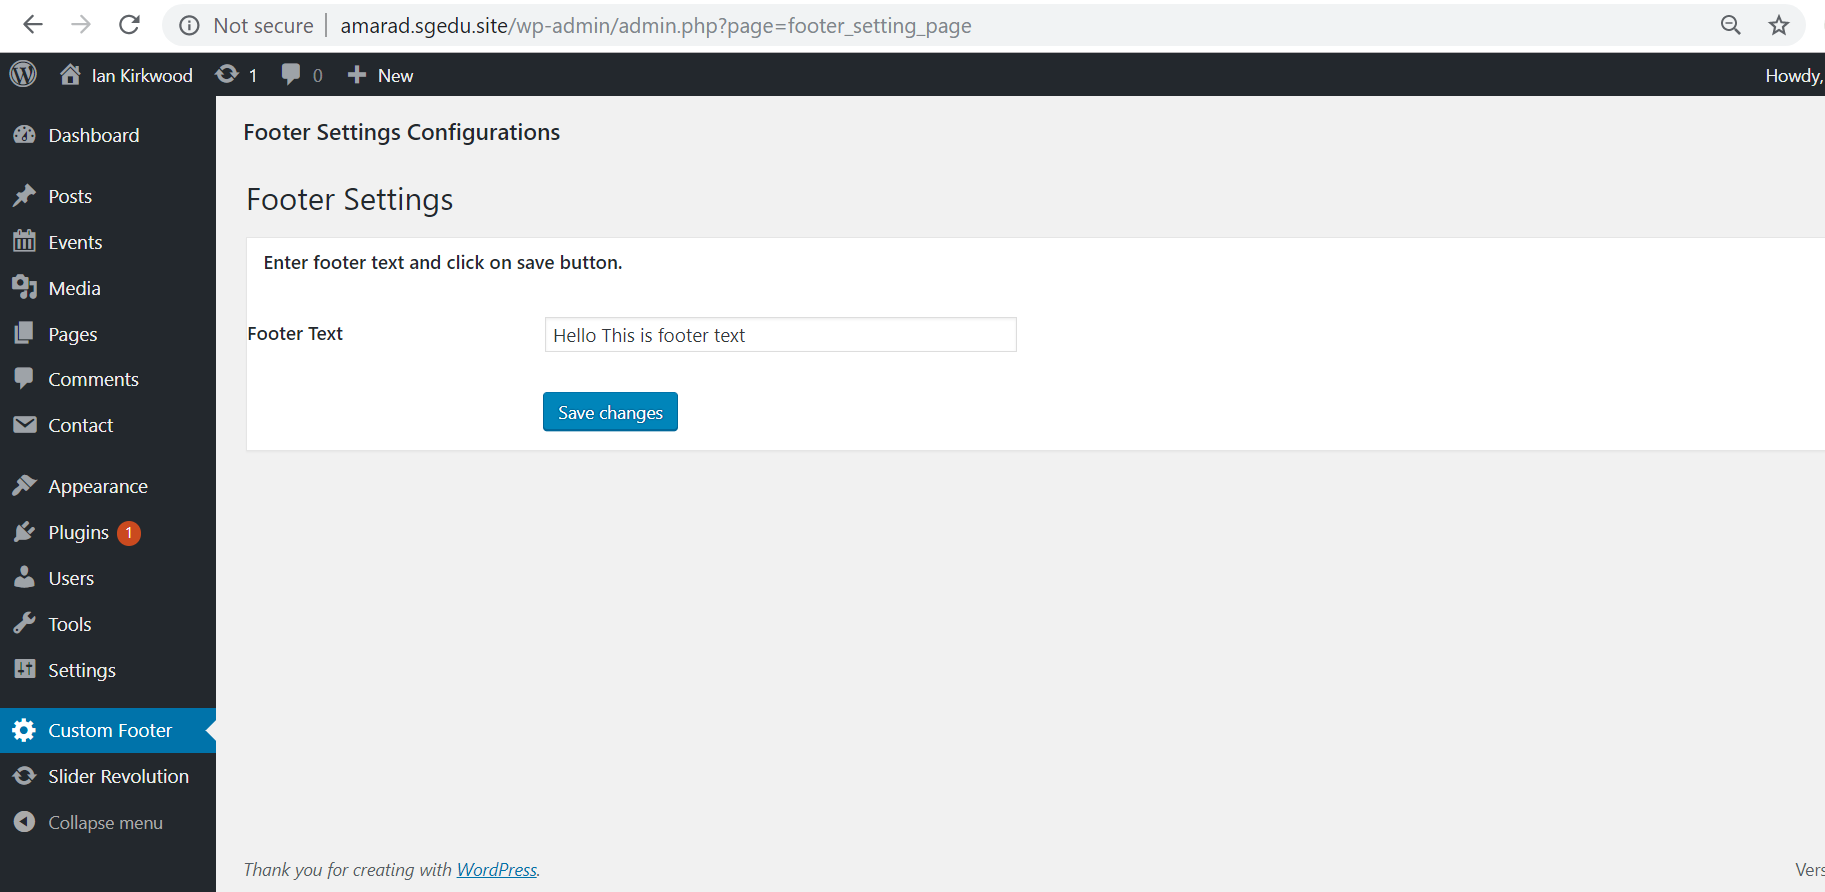 Not secure | amarad.sgedu.site/wp-admin/admin.php?page=footer_setting_page
Ian Kirkwood 1 0 New Howdy,
Dashboard
Posts
Events
Media
Pages
Comments
Contact
Appearance
Plugins 1
Users
Tools
Settings
Custom Footer
Slider Revolution
Collapse menu
Footer Settings Configurations
Footer Settings
Enter footer text and click on save button.
Footer Text Hello This is footer text
Save changes
Thank you for creating with WordPress. Vers